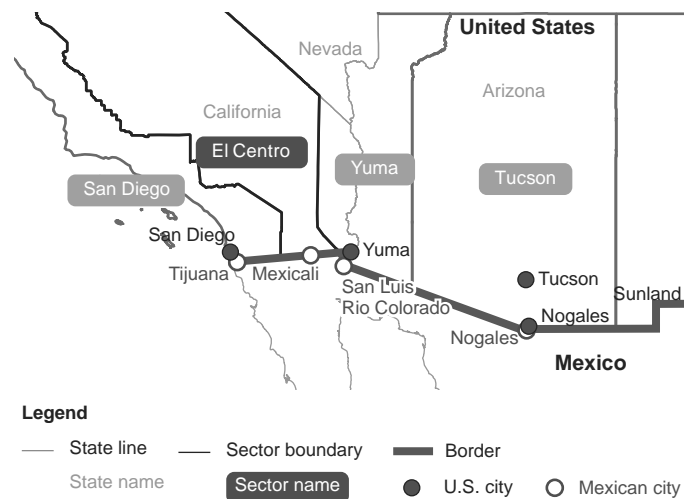 United States
Nevada
Arizona
California
El Centro
Yuma
Tucson
San Diego
San Diego
Yuma
Tijuana
Mexicali
San Luis
Rio Colorado
Tucson
Sunland
Nogales
Nogales
Mexico
Legend
State line
Sector boundary
Border
State name
Sector name
U.S. city
Mexican city